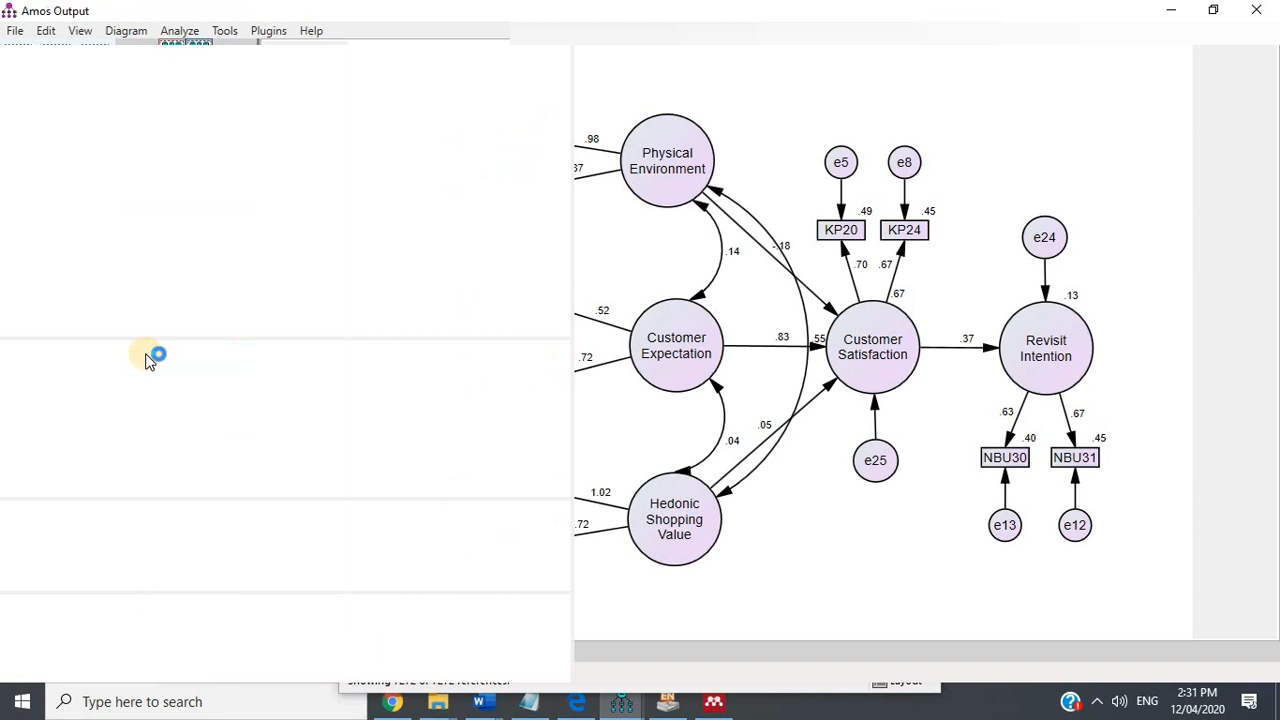 Amos Output
File Edit View Diagram Analyze Tools Plugins Help
.98
37
Physical
Environment
e5
e8
.49
.45
KP20
KP24
e24
.14
-.18
.70
.67
.67
.13
.52
.72
Customer
Expectation
.83
.55
Customer
Satisfaction
.37
Revisit
Intention
.04
.05
.63
.67
.40
.45
NBU30
NBU31
e25
1.02
.72
Hedonic
Shopping
Value
e13
e12
Layout
Type here to search
ENG
2:31 PM
12/04/2020